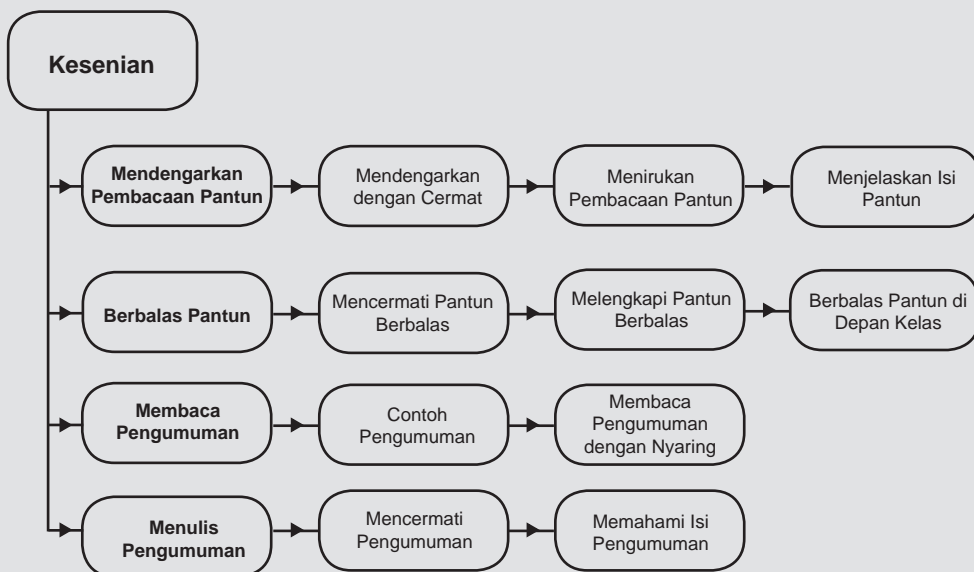 Kesenian
Mendengarkan
Pembacaan Pantun
Mendengarkan
dengan Cermat
Menirukan
Pembacaan Pantun
Menjelaskan Isi
Pantun
Berbalas Pantun
Mencermati Pantun
Berbalas
Melengkapi Pantun
Berbalas
Berbalas Pantun di
Depan Kelas
Membaca
Pengumuman
Contoh
Pengumuman
Membaca
Pengumuman
dengan Nyaring
Menulis
Pengumuman
Mencermati
Pengumuman
Memahami Isi
Pengumuman